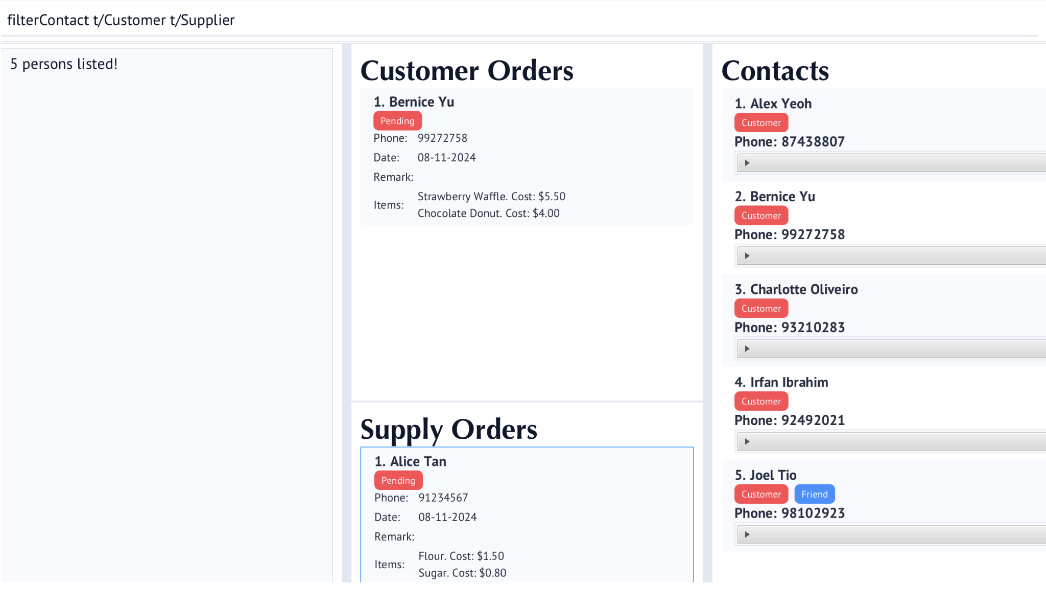 filterContact t/Customer t/Supplier
5 persons listed!
Customer Orders
1. Bernice Yu
Pending
Phone: 99272758
Date: 08-11-2024
Remark:
Items:
Strawberry Waffle. Cost: $5.50
Chocolate Donut. Cost: $4.00
Supply Orders
1. Alice Tan
Pending
Phone: 91234567
Date: 08-11-2024
Remark:
Items:
Flour. Cost: $1.50
Sugar. Cost: $0.80
Contacts
1. Alex Yeoh
Customer
Phone: 87438807
2. Bernice Yu
Customer
Phone: 99272758
3. Charlotte Oliveiro
Customer
Phone: 93210283
4. Irfan Ibrahim
Customer
Phone: 92492021
5. Joel Tio
Customer Friend
Phone: 98102923